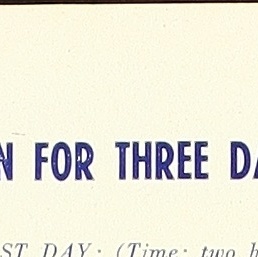 N FOR THREE DA
ST DAY: (Time: two h